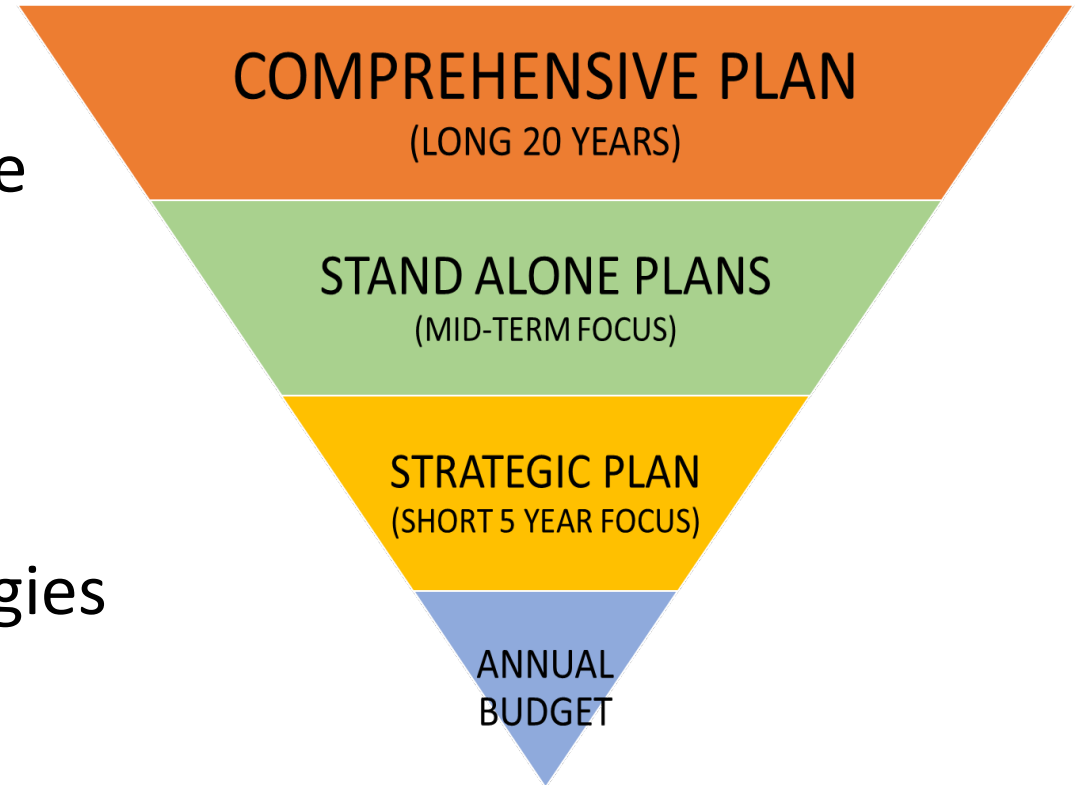 COMPREHENSIVE PLAN
(LONG 20 YEARS)
e
STAND ALONE PLANS
(MID-TERM FOCUS)
STRATEGIC PLAN
(SHORT 5 YEAR FOCUS)
gies
ANNUAL
BUDGET